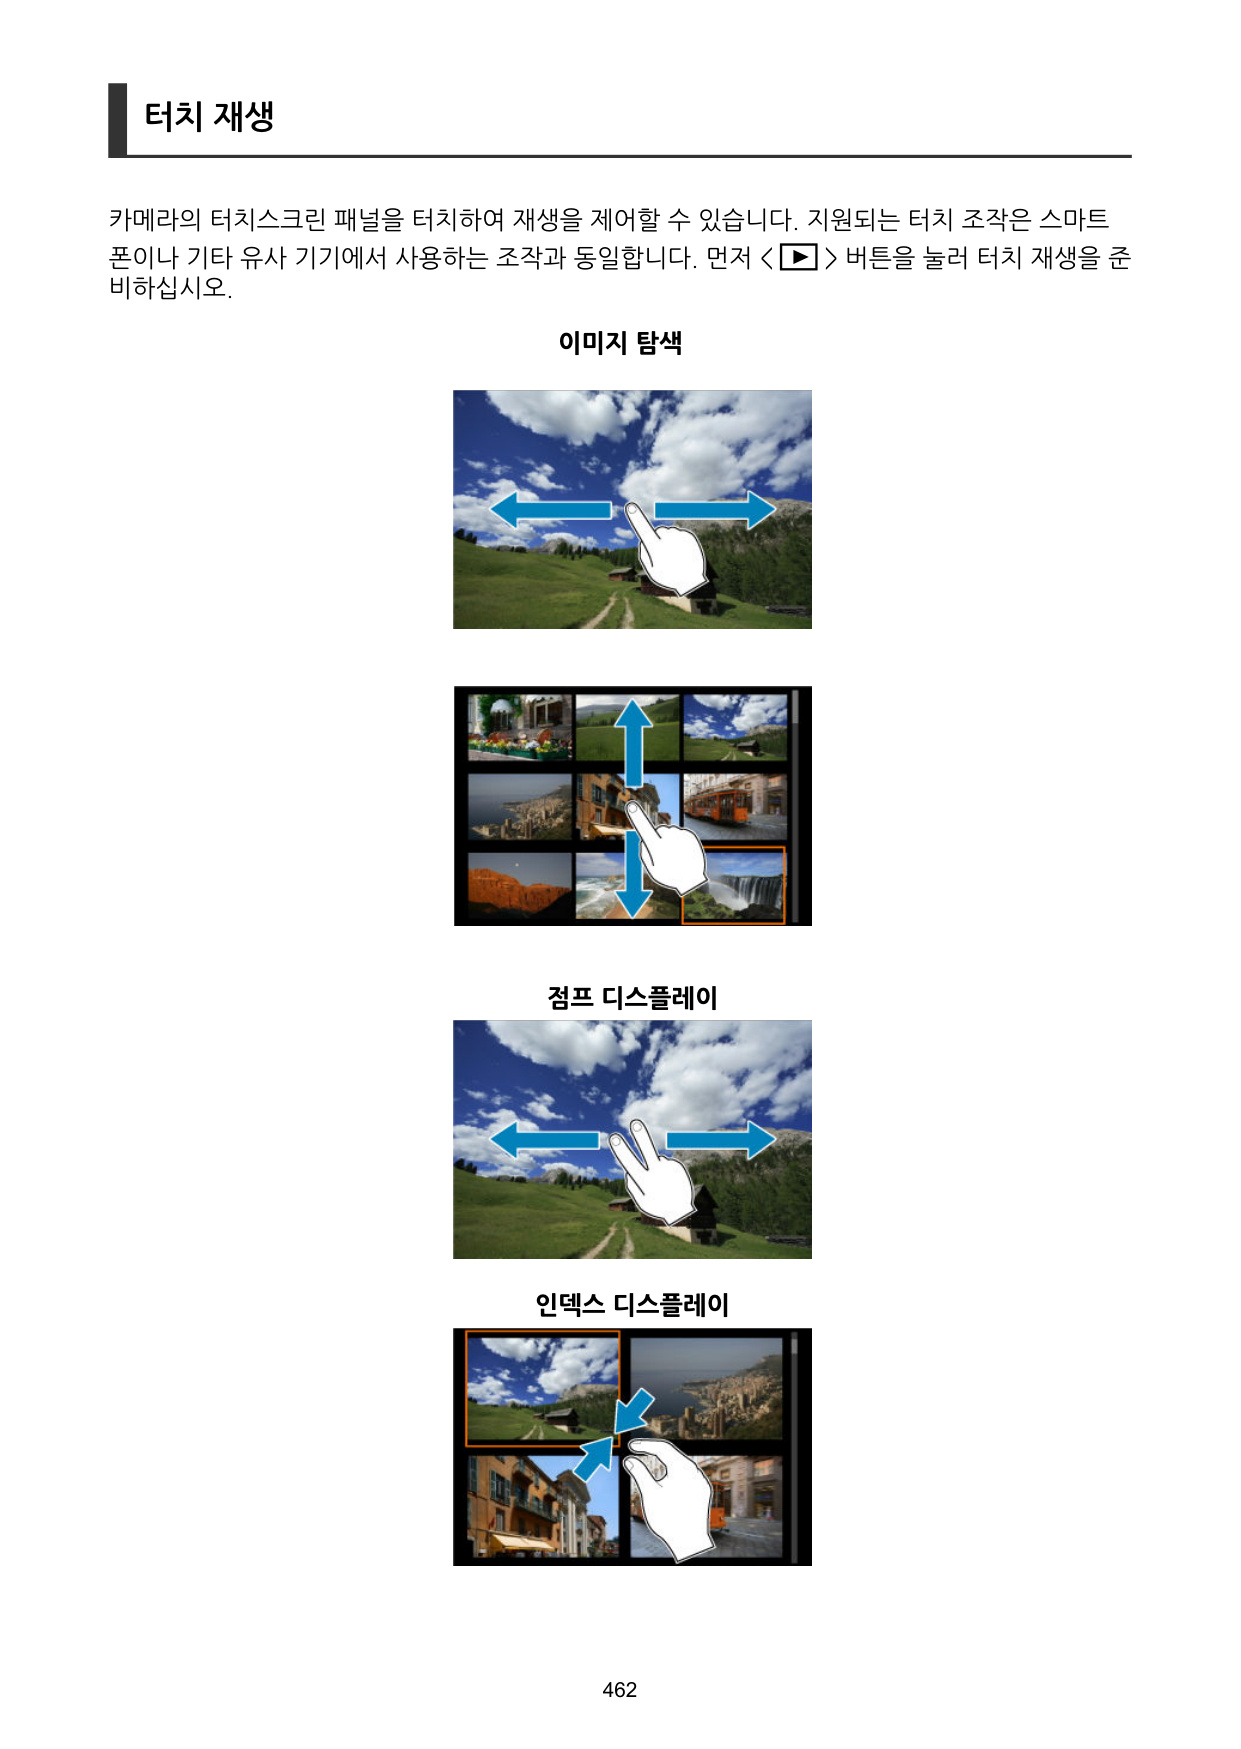 터치 재생
카메라의 터치스크린 패널을 터치하여 재생을 제어할 수 있습니다. 지원되는 터치 조작은 스마트
폰이나 기타 유사 기기에서 사용하는 조작과 동일합니다. 먼저 < ▶ > 버튼을 눌러 터치 재생을 준
비하십시오.
이미지 탐색
점프 디스플레이
인덱스 디스플레이
462